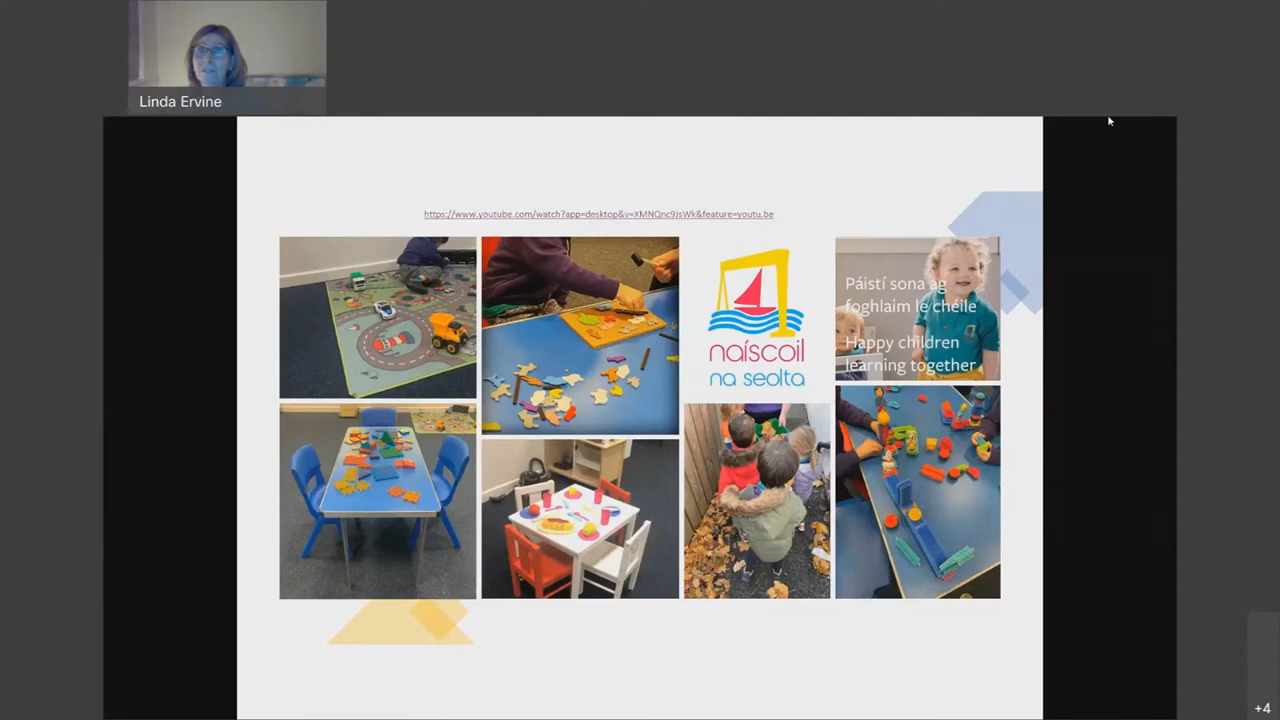 Linda Ervine
https://www.youtube.com/watch?app=desktop&v=XMNQnc9JsWk&feature=youtu.be
naíscoil
na seolta
Páistí sona ag
foghlaim le chéile
Happy children
learning together
+4